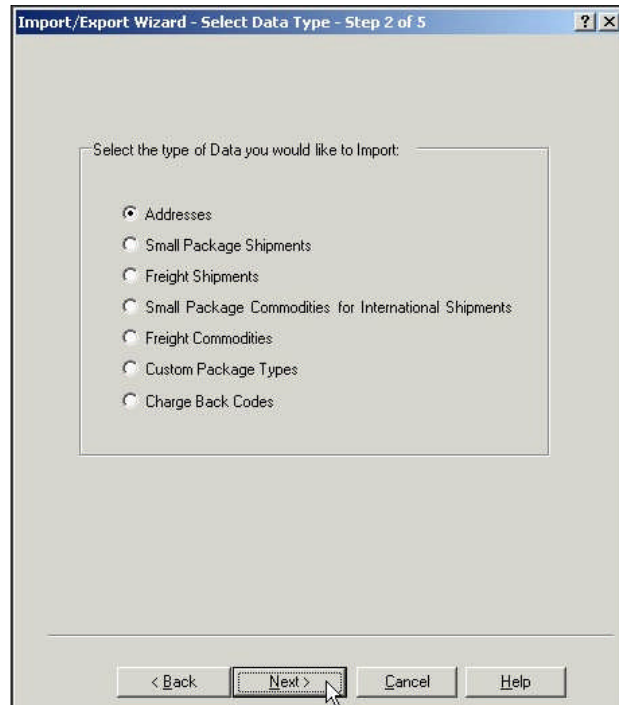 Import/Export Wizard - Select Data Type - Step 2 of 5
Select the type of Data you would like to Import:
Addresses
Small Package Shipments
Freight Shipments
Small Package Commodities for International Shipments
Freight Commodities
Custom Package Types
Charge Back Codes
< Back Next > Cancel Help